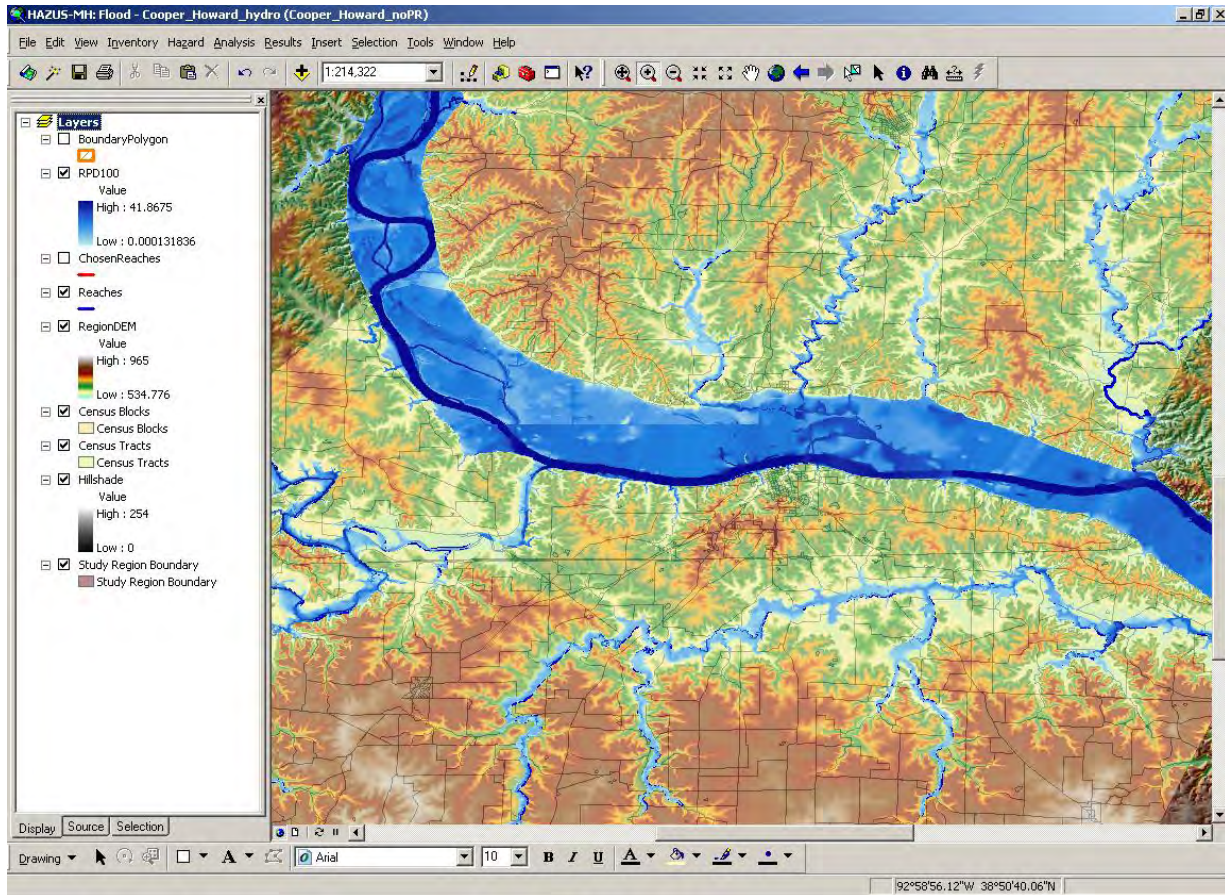 HAZUS-MH: Flood - Cooper_Howard_hydro (Cooper_Howard_noPR)
File Edit View Inventory Hazard Analysis Results Insert Selection Tools Window Help
1:214,322
Layers
BoundaryPolygon
RPD100
Value
High : 41.8675
Low : 0.000131836
ChosenReaches
Reaches
RegionDEM
Value
High : 965
Low : 534.776
Census Blocks
Census Blocks
Census Tracts
Census Tracts
Hillshade
Value
High : 254
Low : 0
Study Region Boundary
Study Region Boundary
Display Source Selection
Drawing A Arial 10 B I U A
92°58'56.12"W 38°50'40.06"N